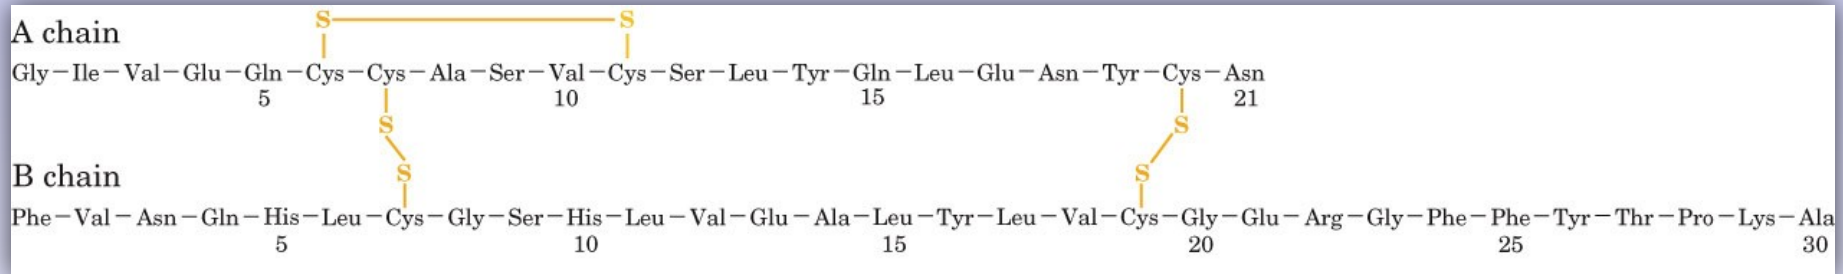 S S
A chain
Gly-Ile-Val-Glu-Gln-Cys-Cys-Ala-Ser-Val-Cys-Ser-Leu-Tyr-Gln-Leu-Glu-Asn-Tyr-Cys-Asn
5 10 15 21
S S
S S
B chain
Phe-Val-Asn-Gln-His-Leu-Cys-Gly-Ser-His-Leu-Val-Glu-Ala-Leu-Tyr-Leu-Val-Cys-Gly-Glu-Arg-Gly-Phe-Phe-Tyr-Thr-Pro-Lys-Ala
5 10 15 20 25 30